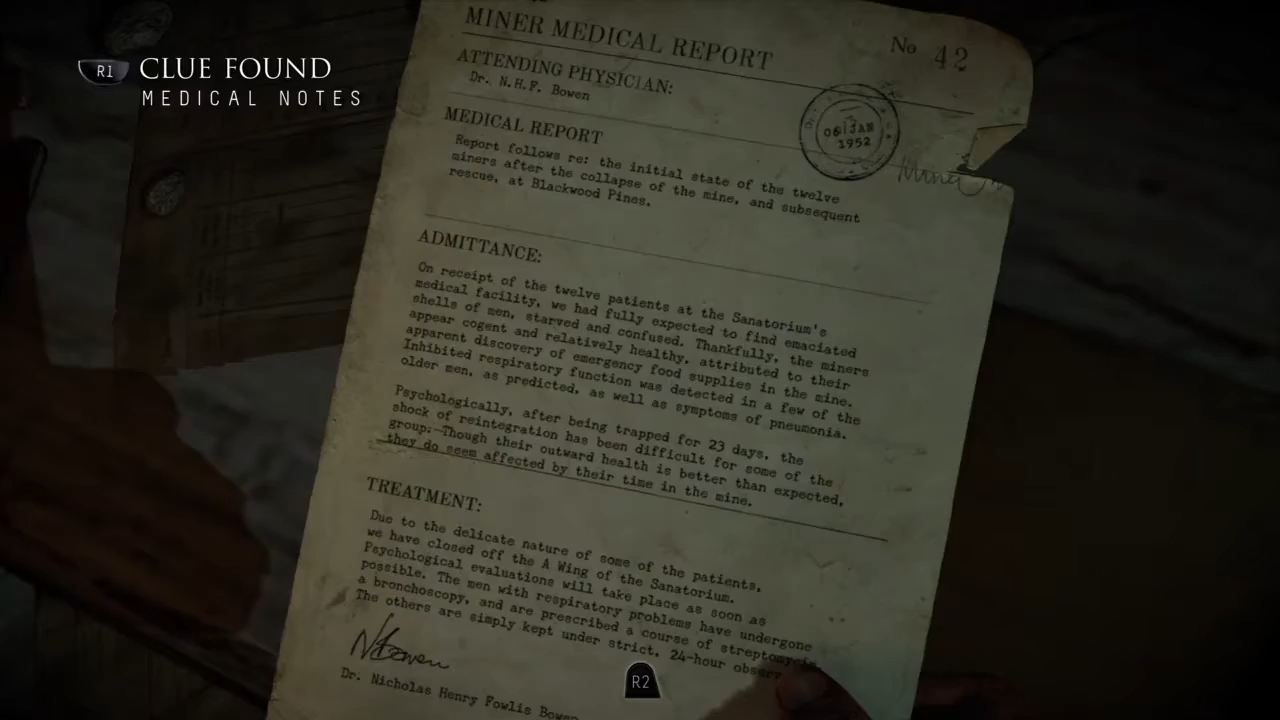 R1 CLUE FOUND
MEDICAL NOTES
MINER MEDICAL REPORT
No 42
ATTENDING PHYSICIAN:
Dr. N.H.F. Bowen
06 JAN
1952
MEDICAL REPORT
Report follows re: the initial state of the twelve
miners after the collapse of the mine, and subsequent
rescue, at Blackwood Pines.
ADMITTANCE:
On receipt of the twelve patients at the Sanatorium's
medical facility, we had fully expected to find emaciated
shells of men, starved and confused. Thankfully, the miners
appear cogent and relatively healthy, attributed to their
apparent discovery of emergency food supplies in the mine.
Inhibited respiratory function was detected in a few of the
older men, as predicted, as well as symptoms of pneumonia.
Psychologically, after being trapped for 23 days, the
shock of reintegration has been difficult for some of the
group. Though their outward health is better than expected,
they do seem affected by their time in the mine.
TREATMENT:
Due to the delicate nature of some of the patients,
we have closed off the A Wing of the Sanatorium.
Psychological evaluations will take place as soon as
possible. The men with respiratory problems have undergone
a bronchoscopy, and are prescribed a course of
The others are simply kept under strict, 24-hour
N Bowen
Dr. Nicholas Henry Fowlis Bowen
R2